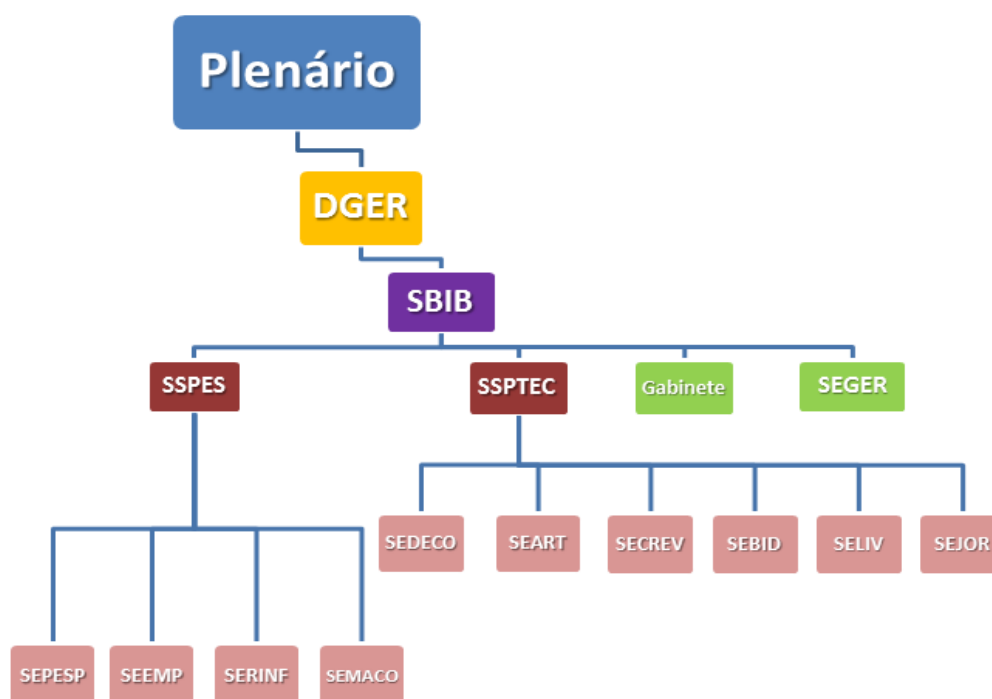 Plenário
DGER
SBIB
SSPES
SSPTEC
Gabinete
SEGER
SEDECO
SEART
SECREV
SEBID
SELIV
SEJOR
SEPESP
SEEMP
SERINF
SEMACO